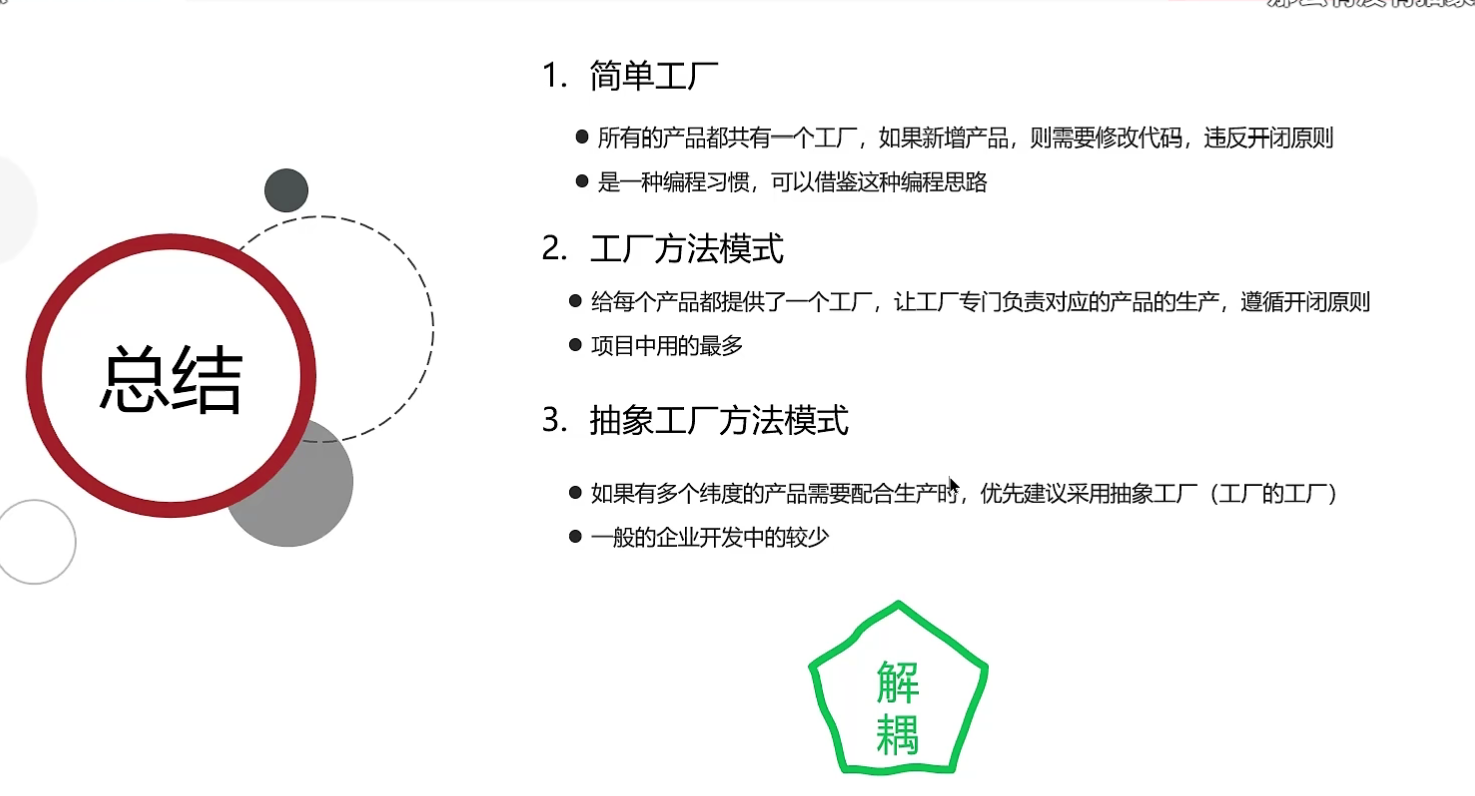 总结
1. 简单工厂
● 所有的产品都共有一个工厂，如果新增产品，则需要修改代码，违反开闭原则
● 是一种编程习惯，可以借鉴这种编程思路
2. 工厂方法模式
● 给每个产品都提供了一个工厂，让工厂专门负责对应的产品的生产，遵循开闭原则
● 项目中用的最多
3. 抽象工厂方法模式
● 如果有多个纬度的产品需要配合生产时，优先建议采用抽象工厂（工厂的工厂）
● 一般的企业开发中的较少
解
耦